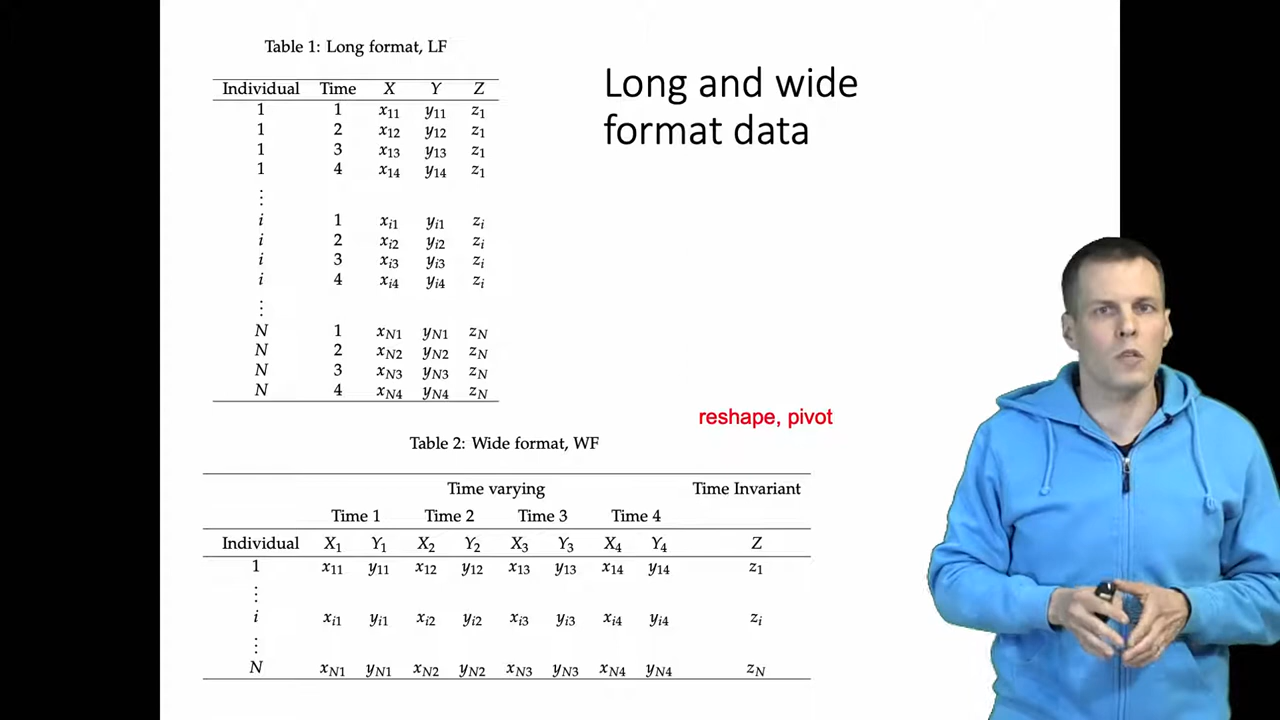 Table 1: Long format, LF
Individual Time X Y Z
1 1 x11 y11 z1
1 2 x12 y12 z1
1 3 x13 y13 z1
1 4 x14 y14 z1
⋮
i 1 xi1 yi1 zi
i 2 xi2 yi2 zi
i 3 xi3 yi3 zi
i 4 xi4 yi4 zi
⋮
N 1 xN1 yN1 zN
N 2 xN2 yN2 zN
N 3 xN3 yN3 zN
N 4 xN4 yN4 zN
Long and wide
format data
reshape, pivot
Table 2: Wide format, WF
Time varying Time Invariant
Time 1 Time 2 Time 3 Time 4
Individual X1 Y1 X2 Y2 X3 Y3 X4 Y4 Z
1 x11 y11 x12 y12 x13 y13 x14 y14 z1
⋮
i xi1 yi1 xi2 yi2 xi3 yi3 xi4 yi4 zi
⋮
N xN1 yN1 xN2 yN2 xN3 yN3 xN4 yN4 zN